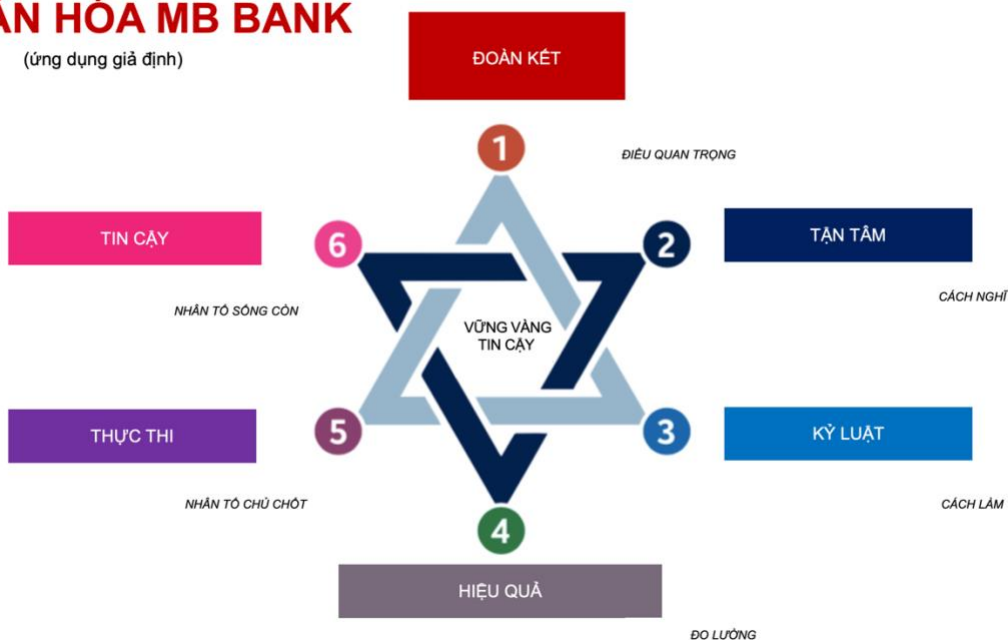 ĂN HÓA MB BANK
(ứng dụng giả định)
ĐOÀN KẾT
1
ĐIỀU QUAN TRỌNG
TIN CẬY
6
2
TẬN TÂM
NHÂN TỐ SỐNG CÒN
CÁCH NGHĨ
VỮNG VÀNG
TIN CẬY
THỰC THI
5
3
KỶ LUẬT
NHÂN TỐ CHỦ CHỐT
CÁCH LÀM
4
HIỆU QUẢ
ĐO LƯỜNG